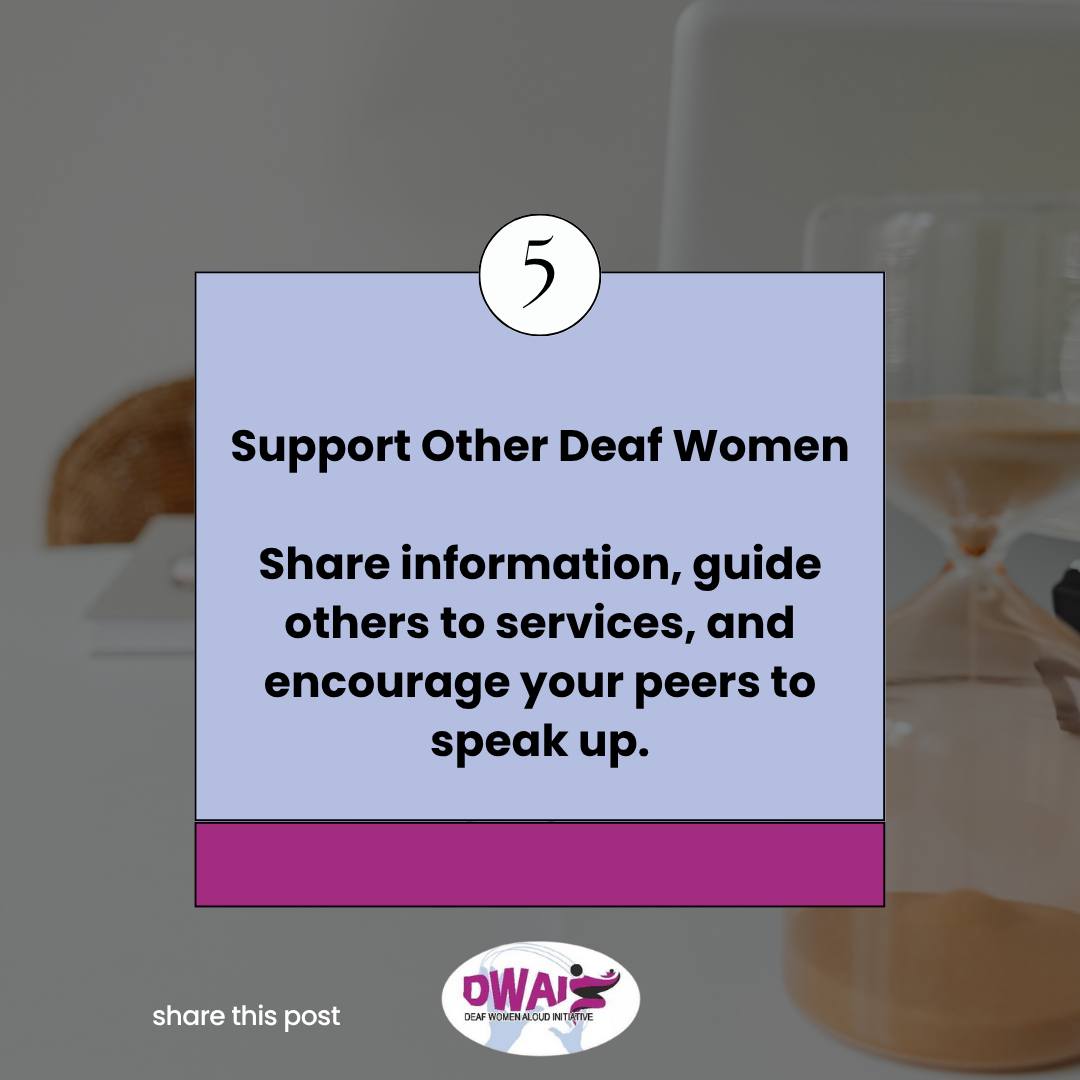 5
Support Other Deaf Women
Share information, guide
others to services, and
encourage your peers to
speak up.
DWAI
DEAF WOMEN ALOUD INITIATIVE
share this post